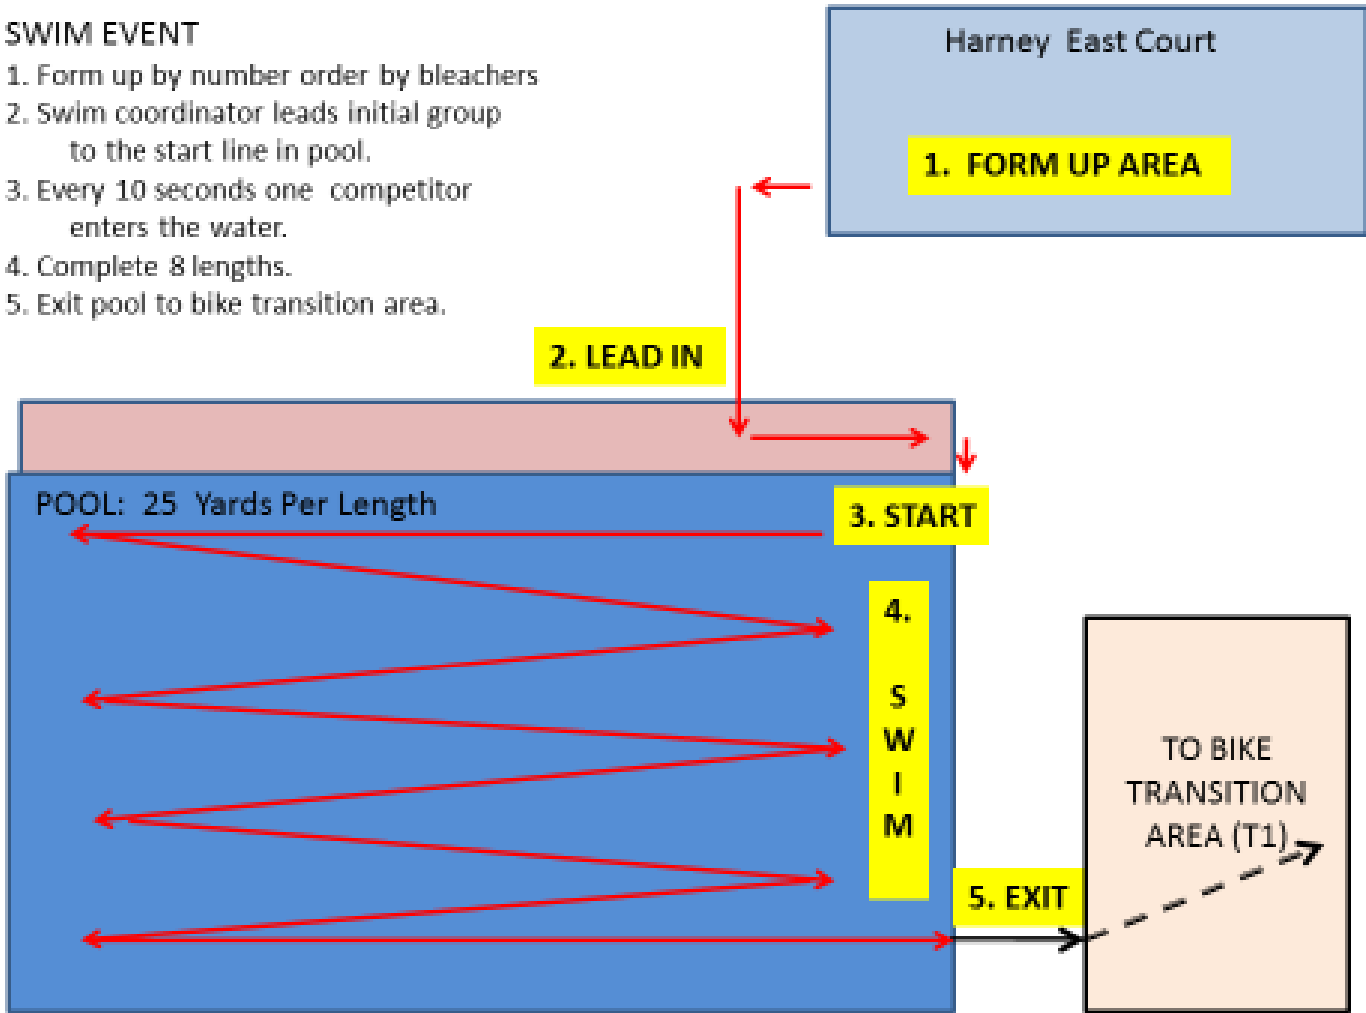 SWIM EVENT
1. Form up by number order by bleachers
2. Swim coordinator leads initial group
to the start line in pool.
3. Every 10 seconds one competitor
enters the water.
4. Complete 8 lengths.
5. Exit pool to bike transition area.
Harney East Court
1. FORM UP AREA
2. LEAD IN
POOL: 25 Yards Per Length
3. START
4.
S
W
I
M
TO BIKE
TRANSITION
AREA (T1)
5. EXIT